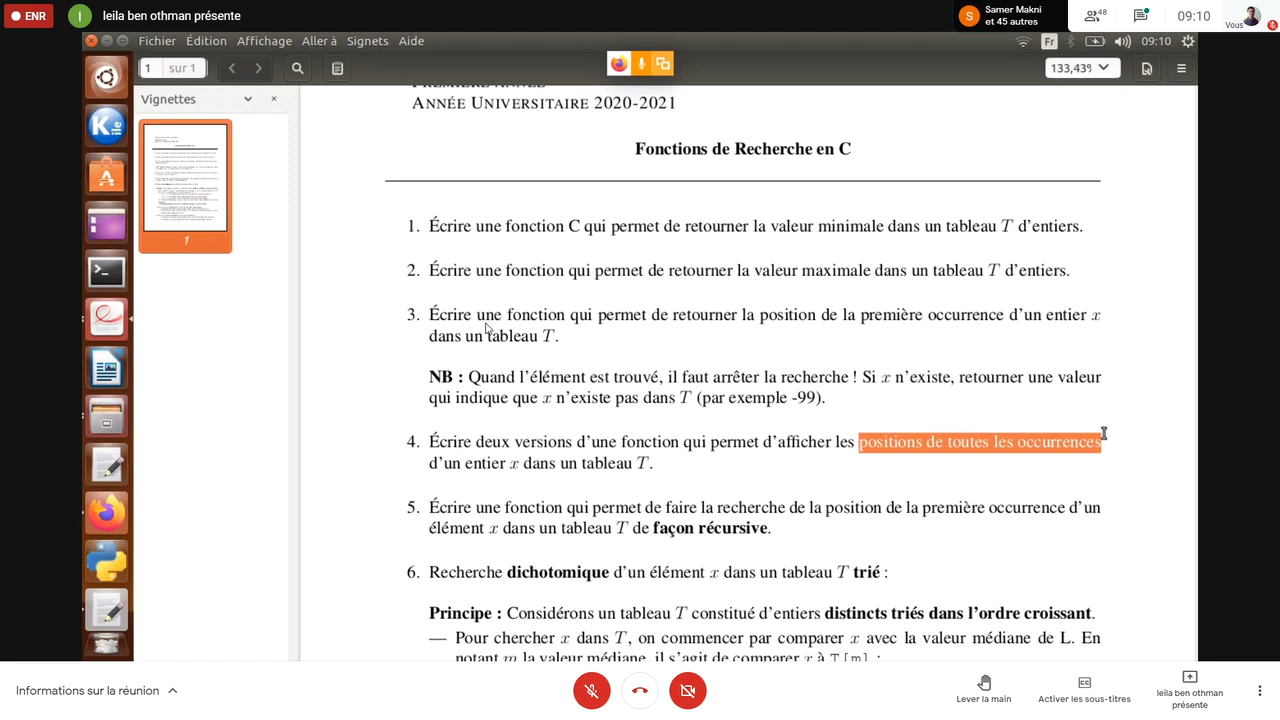 ENR
I
leila ben othman présente
S
Samer Makni
et 45 autres
48
09:10
Vous
Fichier Édition Affichage Aller à Signets Aide
Fr
09:10
1 sur 1
133,43%
Vignettes
1
PREMIÈRE ANNÉE
ANNÉE UNIVERSITAIRE 2020-2021
Fonctions de Recherche en C
1. Écrire une fonction C qui permet de retourner la valeur minimale dans un tableau T d'entiers.
2. Écrire une fonction qui permet de retourner la valeur maximale dans un tableau T d'entiers.
3. Écrire une fonction qui permet de retourner la position de la première occurrence d'un entier x
dans un tableau T.
NB : Quand l'élément est trouvé, il faut arrêter la recherche ! Si x n'existe, retourner une valeur
qui indique que x n'existe pas dans T (par exemple -99).
4. Écrire deux versions d'une fonction qui permet d'afficher les positions de toutes les occurrences
d'un entier x dans un tableau T.
5. Écrire une fonction qui permet de faire la recherche de la position de la première occurrence d'un
élément x dans un tableau T de façon récursive.
6. Recherche dichotomique d'un élément x dans un tableau T trié :
Principe : Considérons un tableau T constitué d'entiers distincts triés dans l'ordre croissant.
— Pour chercher x dans T, on commencer par comparer x avec la valeur médiane de L. En
notant m la valeur médiane, il s'agit de comparer x à T[m] :
Informations sur la réunion
Lever la main
Activer les sous-titres
leila ben othman
présente